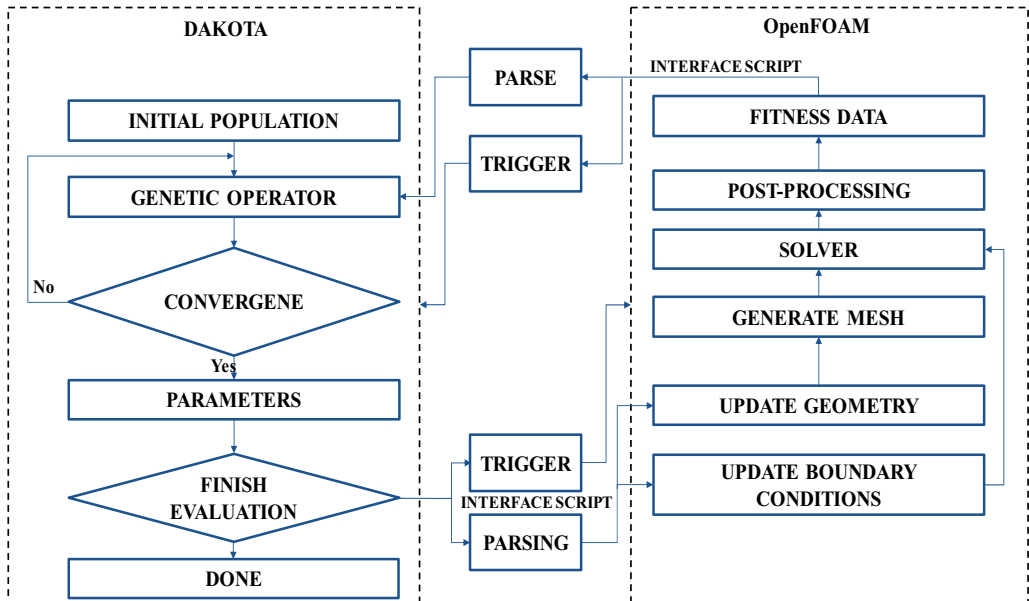 DAKOTA
INITIAL POPULATION
GENETIC OPERATOR
No
CONVERGENE
Yes
PARAMETERS
FINISH
EVALUATION
DONE
PARSE
TRIGGER
INTERFACE SCRIPT
TRIGGER
INTERFACE SCRIPT
PARSING
OpenFOAM
FITNESS DATA
POST-PROCESSING
SOLVER
GENERATE MESH
UPDATE GEOMETRY
UPDATE BOUNDARY
CONDITIONS